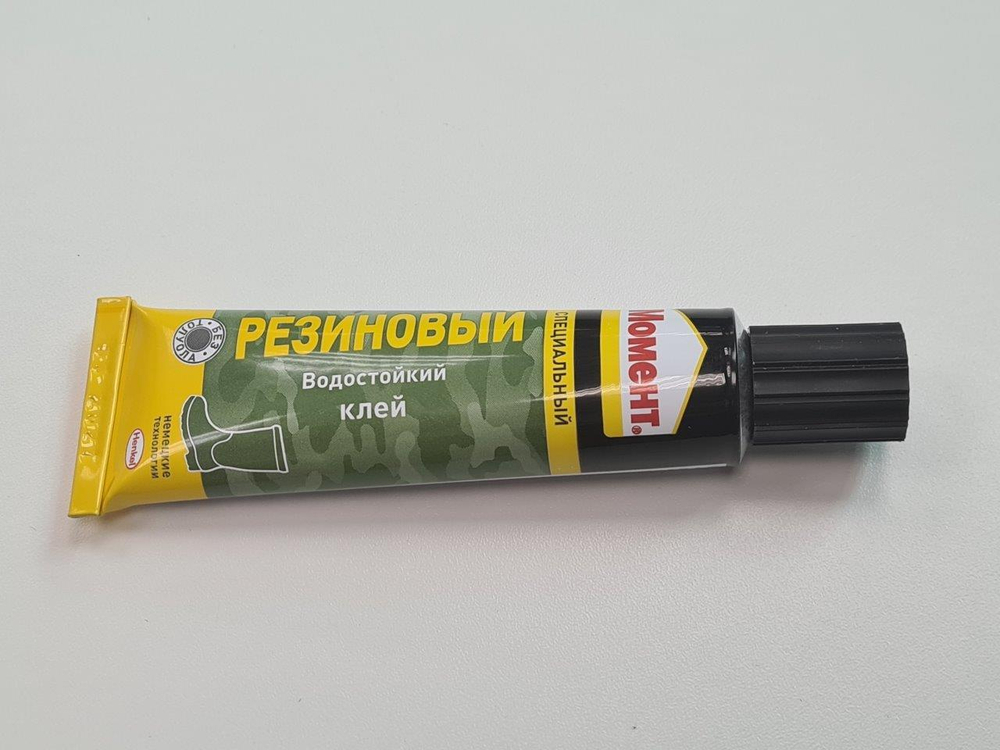 РЕЗИНОВЫЙ
Водостойкий
клей
СПЕЦИАЛЬНЫЙ
Момент®
БЕЗ
ТОЛУОЛА
немецкие
технологии
Henkel